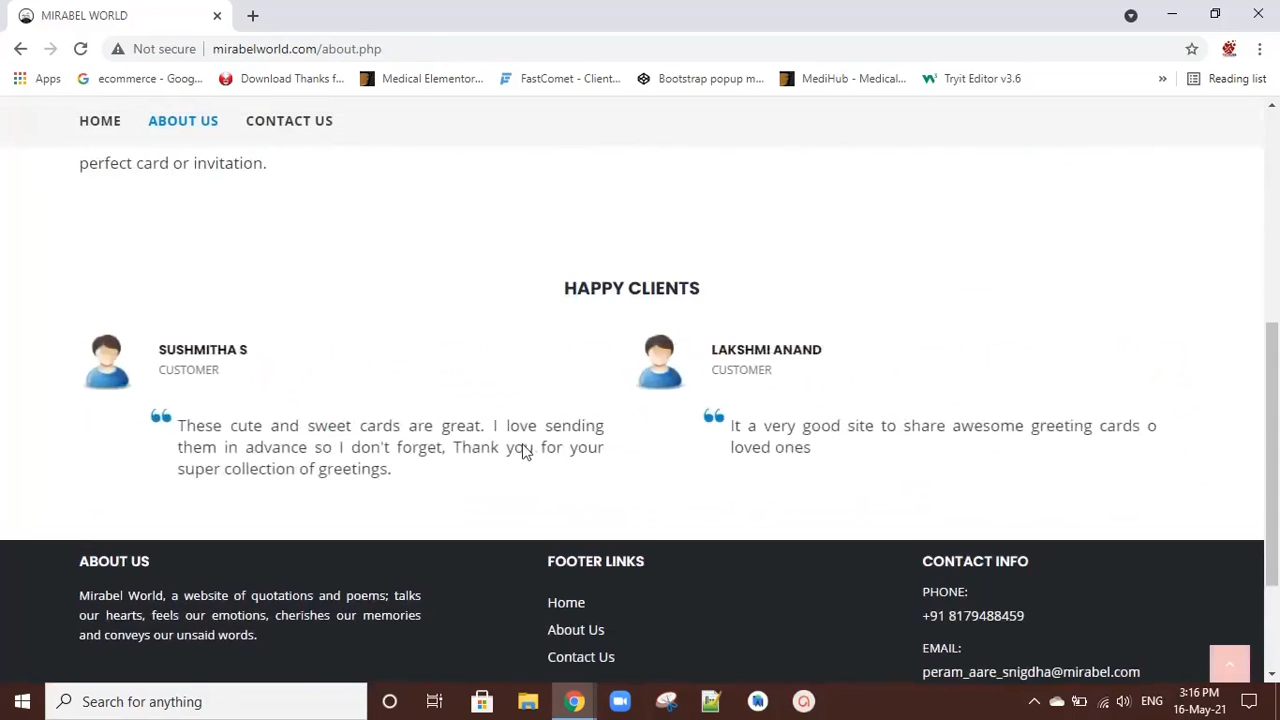 MIRABEL WORLD
Not secure mirabelworld.com/about.php
Apps ecommerce - Goog... Download Thanks f... Medical Elementor... FastComet - Client... Bootstrap popup m... MediHub - Medical... Tryit Editor v3.6 » Reading list
HOME ABOUT US CONTACT US
perfect card or invitation.
HAPPY CLIENTS
SUSHMITHA S
CUSTOMER
These cute and sweet cards are great. I love sending
them in advance so I don't forget, Thank you for your
super collection of greetings.
LAKSHMI ANAND
CUSTOMER
It a very good site to share awesome greeting cards o
loved ones
ABOUT US
Mirabel World, a website of quotations and poems; talks
our hearts, feels our emotions, cherishes our memories
and conveys our unsaid words.
FOOTER LINKS
Home
About Us
Contact Us
CONTACT INFO
PHONE:
+91 8179488459
EMAIL:
peram_aare_snigdha@mirabel.com
Search for anything
ENG
3:16 PM
16-May-21